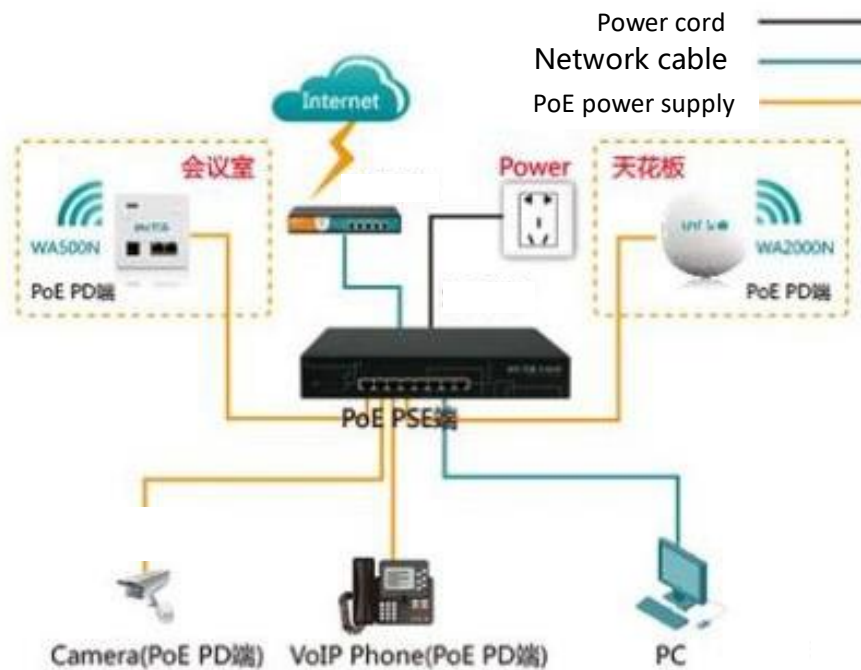 Power cord
Network cable
PoE power supply
Internet
会议室
Power
天花板
WA500N
WA2000N
PoE PD端
PoE PD端
PoE PSE端
Camera(PoE PD端)
VoIP Phone(PoE PD端)
PC